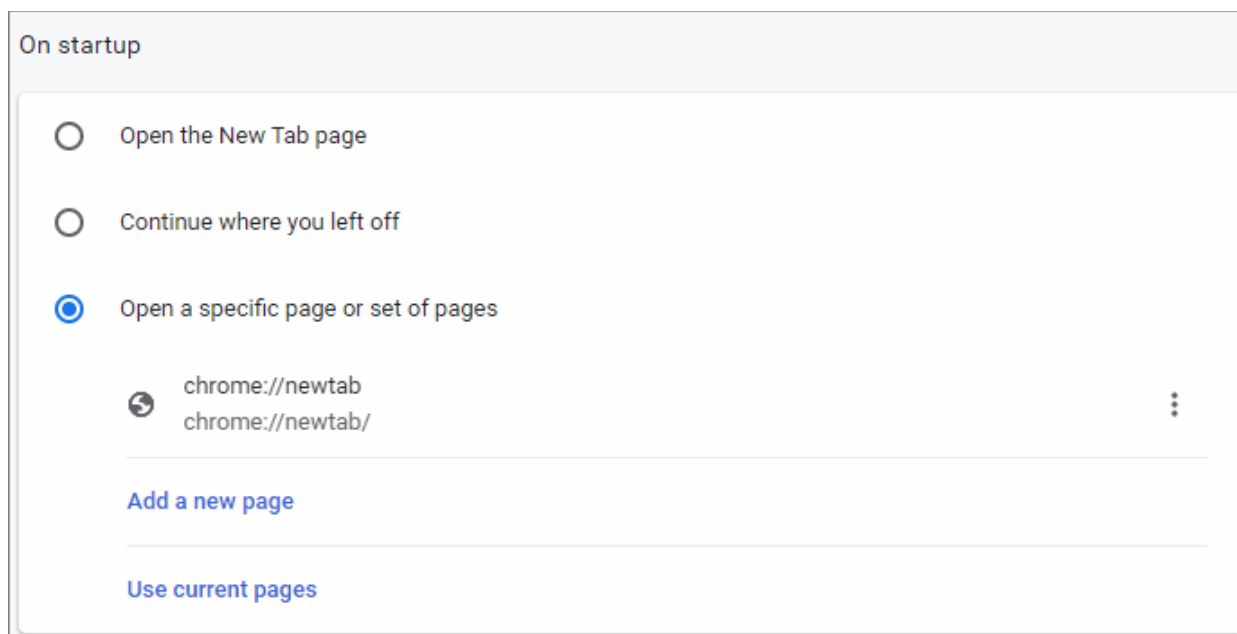 On startup
Open the New Tab page
Continue where you left off
Open a specific page or set of pages
chrome://newtab
chrome://newtab/
Add a new page
Use current pages